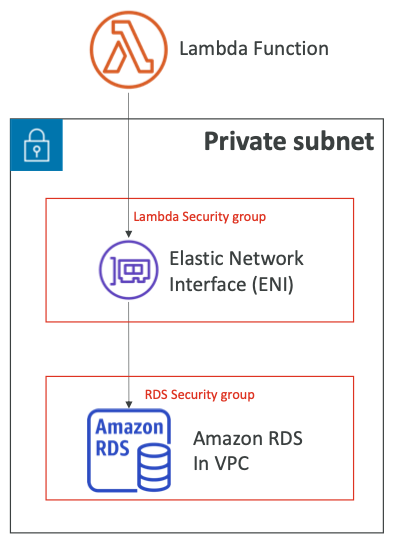 Lambda Function
Private subnet
Lambda Security group
Elastic Network
Interface (ENI)
RDS Security group
Amazon
RDS
Amazon RDS
In VPC